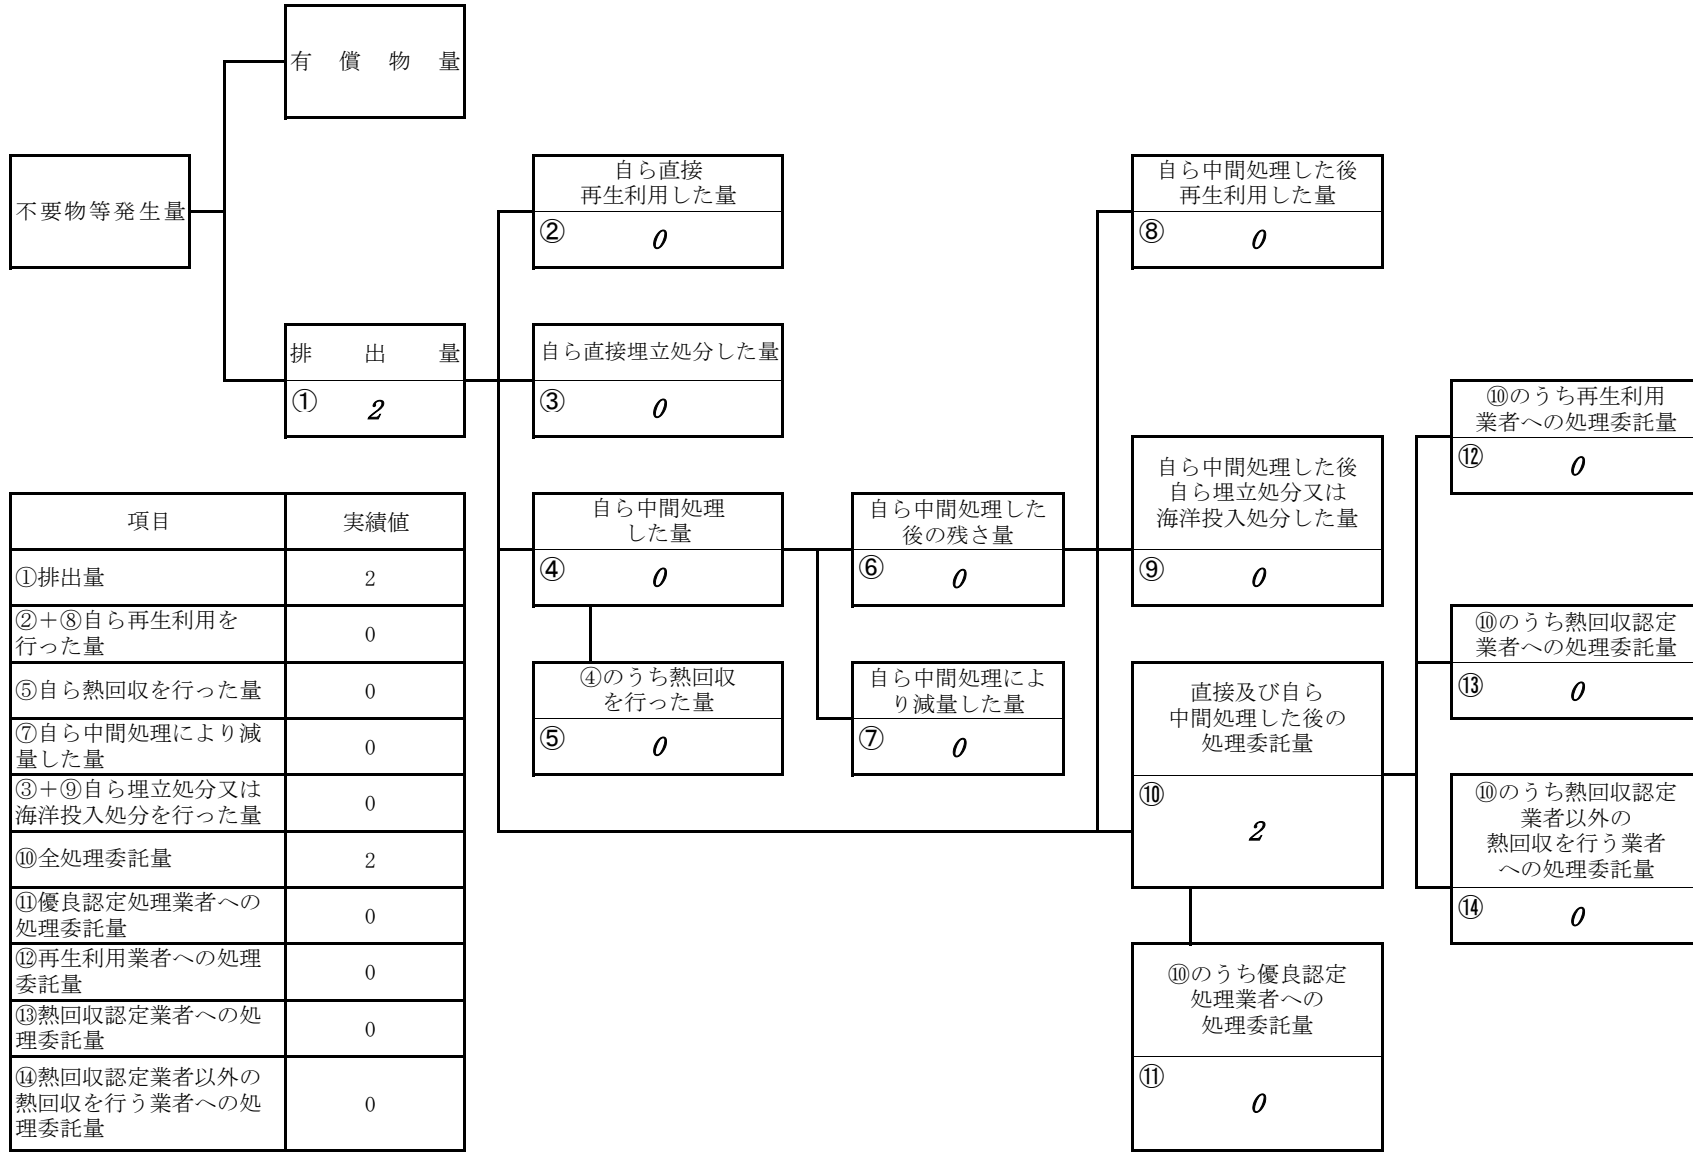 有償物量
不要物等発生量
排出量
① 2
自ら直接
再生利用した量
② 0
自ら直接埋立処分した量
③ 0
自ら中間処理
した量
④ 0
④のうち熱回収
を行った量
⑤ 0
自ら中間処理した
後の残さ量
⑥ 0
自ら中間処理によ
り減量した量
⑦ 0
自ら中間処理した後
再生利用した量
⑧ 0
自ら中間処理した後
自ら埋立処分又は
海洋投入処分した量
⑨ 0
直接及び自ら
中間処理した後の
処理委託量
⑩
2
⑩のうち優良認定
処理業者への
処理委託量
⑪
0
⑩のうち再生利用
業者への処理委託量
⑫ 0
⑩のうち熱回収認定
業者への処理委託量
⑬ 0
⑩のうち熱回収認定
業者以外の
熱回収を行う業者
への処理委託量
⑭ 0
項目 実績値
①排出量 2
②＋⑧自ら再生利用を
行った量 0
⑤自ら熱回収を行った量 0
⑦自ら中間処理により減
量した量 0
③＋⑨自ら埋立処分又は
海洋投入処分を行った量 0
⑩全処理委託量 2
⑪優良認定処理業者への
処理委託量 0
⑫再生利用業者への処理
委託量 0
⑬熱回収認定業者への処
理委託量 0
⑭熱回収認定業者以外の
熱回収を行う業者への処 0
理委託量